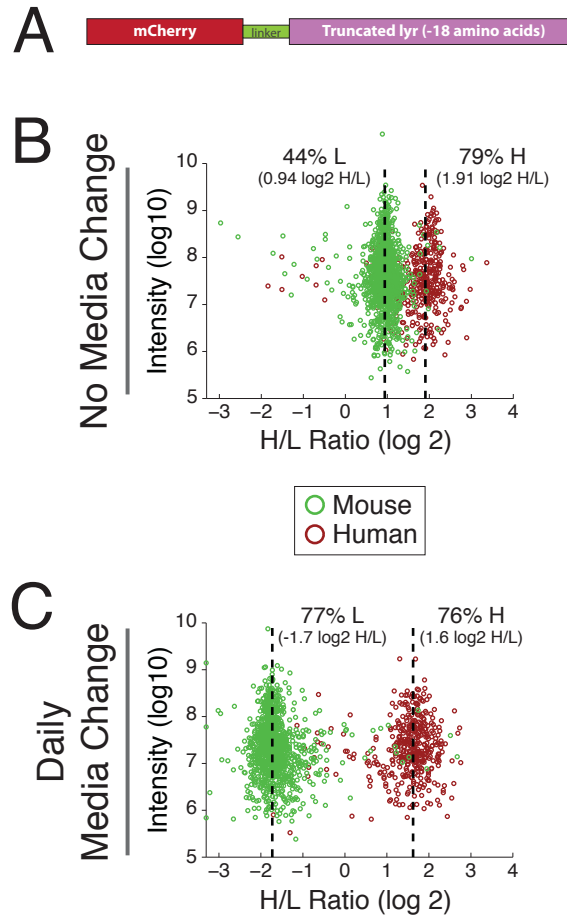 A
mCherry
linker
Truncated lyr (-18 amino acids)
B
No Media Change
44% L
(0.94 log2 H/L)
79% H
(1.91 log2 H/L)
Intensity (log10)
10
9
8
7
6
5
−3 −2 −1 0 1 2 3 4
H/L Ratio (log 2)
Mouse
Human
C
Daily
Media Change
77% L
(-1.7 log2 H/L)
76% H
(1.6 log2 H/L)
Intensity (log10)
10
9
8
7
6
5
−3 −2 −1 0 1 2 3 4
H/L Ratio (log 2)